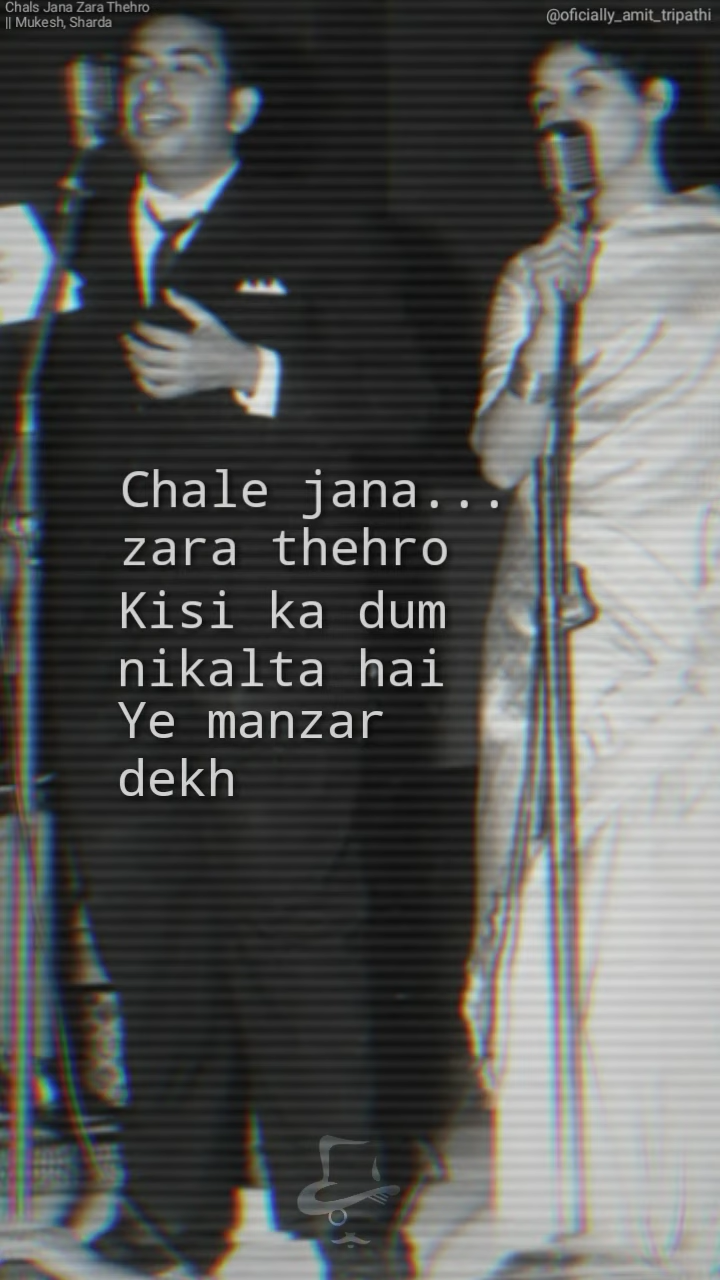 Chals Jana Zara Thehro
|| Mukesh, Sharda
@oficially_amit_tripathi
Chale jana...
zara thehro
Kisi ka dum
nikalta hai
Ye manzar
dekh